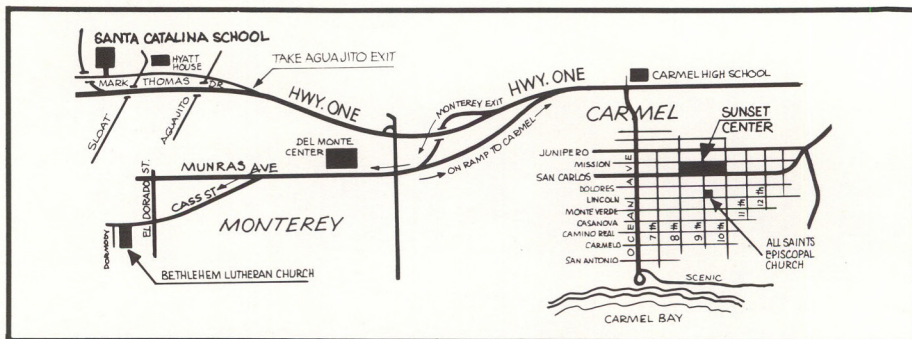 SANTA CATALINA SCHOOL
HYATT
HOUSE
TAKE AGUAJITO EXIT
MARK THOMAS DR.
HWY. ONE
SLOAT
AGUAJITO
MONTEREY EXIT
HWY. ONE
ON RAMP TO CARMEL
DEL MONTE
CENTER
MUNRAS AVE
CASS ST.
EL DORADO ST.
MONTEREY
DORMODY
BETHLEHEM LUTHERAN CHURCH
CARMEL HIGH SCHOOL
CARMEL
SUNSET
CENTER
JUNIPERO
MISSION
SAN CARLOS
DOLORES
LINCOLN
MONTE VERDE
CASANOVA
CAMINO REAL
CARMELO
SAN ANTONIO
OCEAN AVE
7th
8th
9th
10th
11th
12th
ALL SAINTS
EPISCOPAL
CHURCH
SCENIC
CARMEL BAY